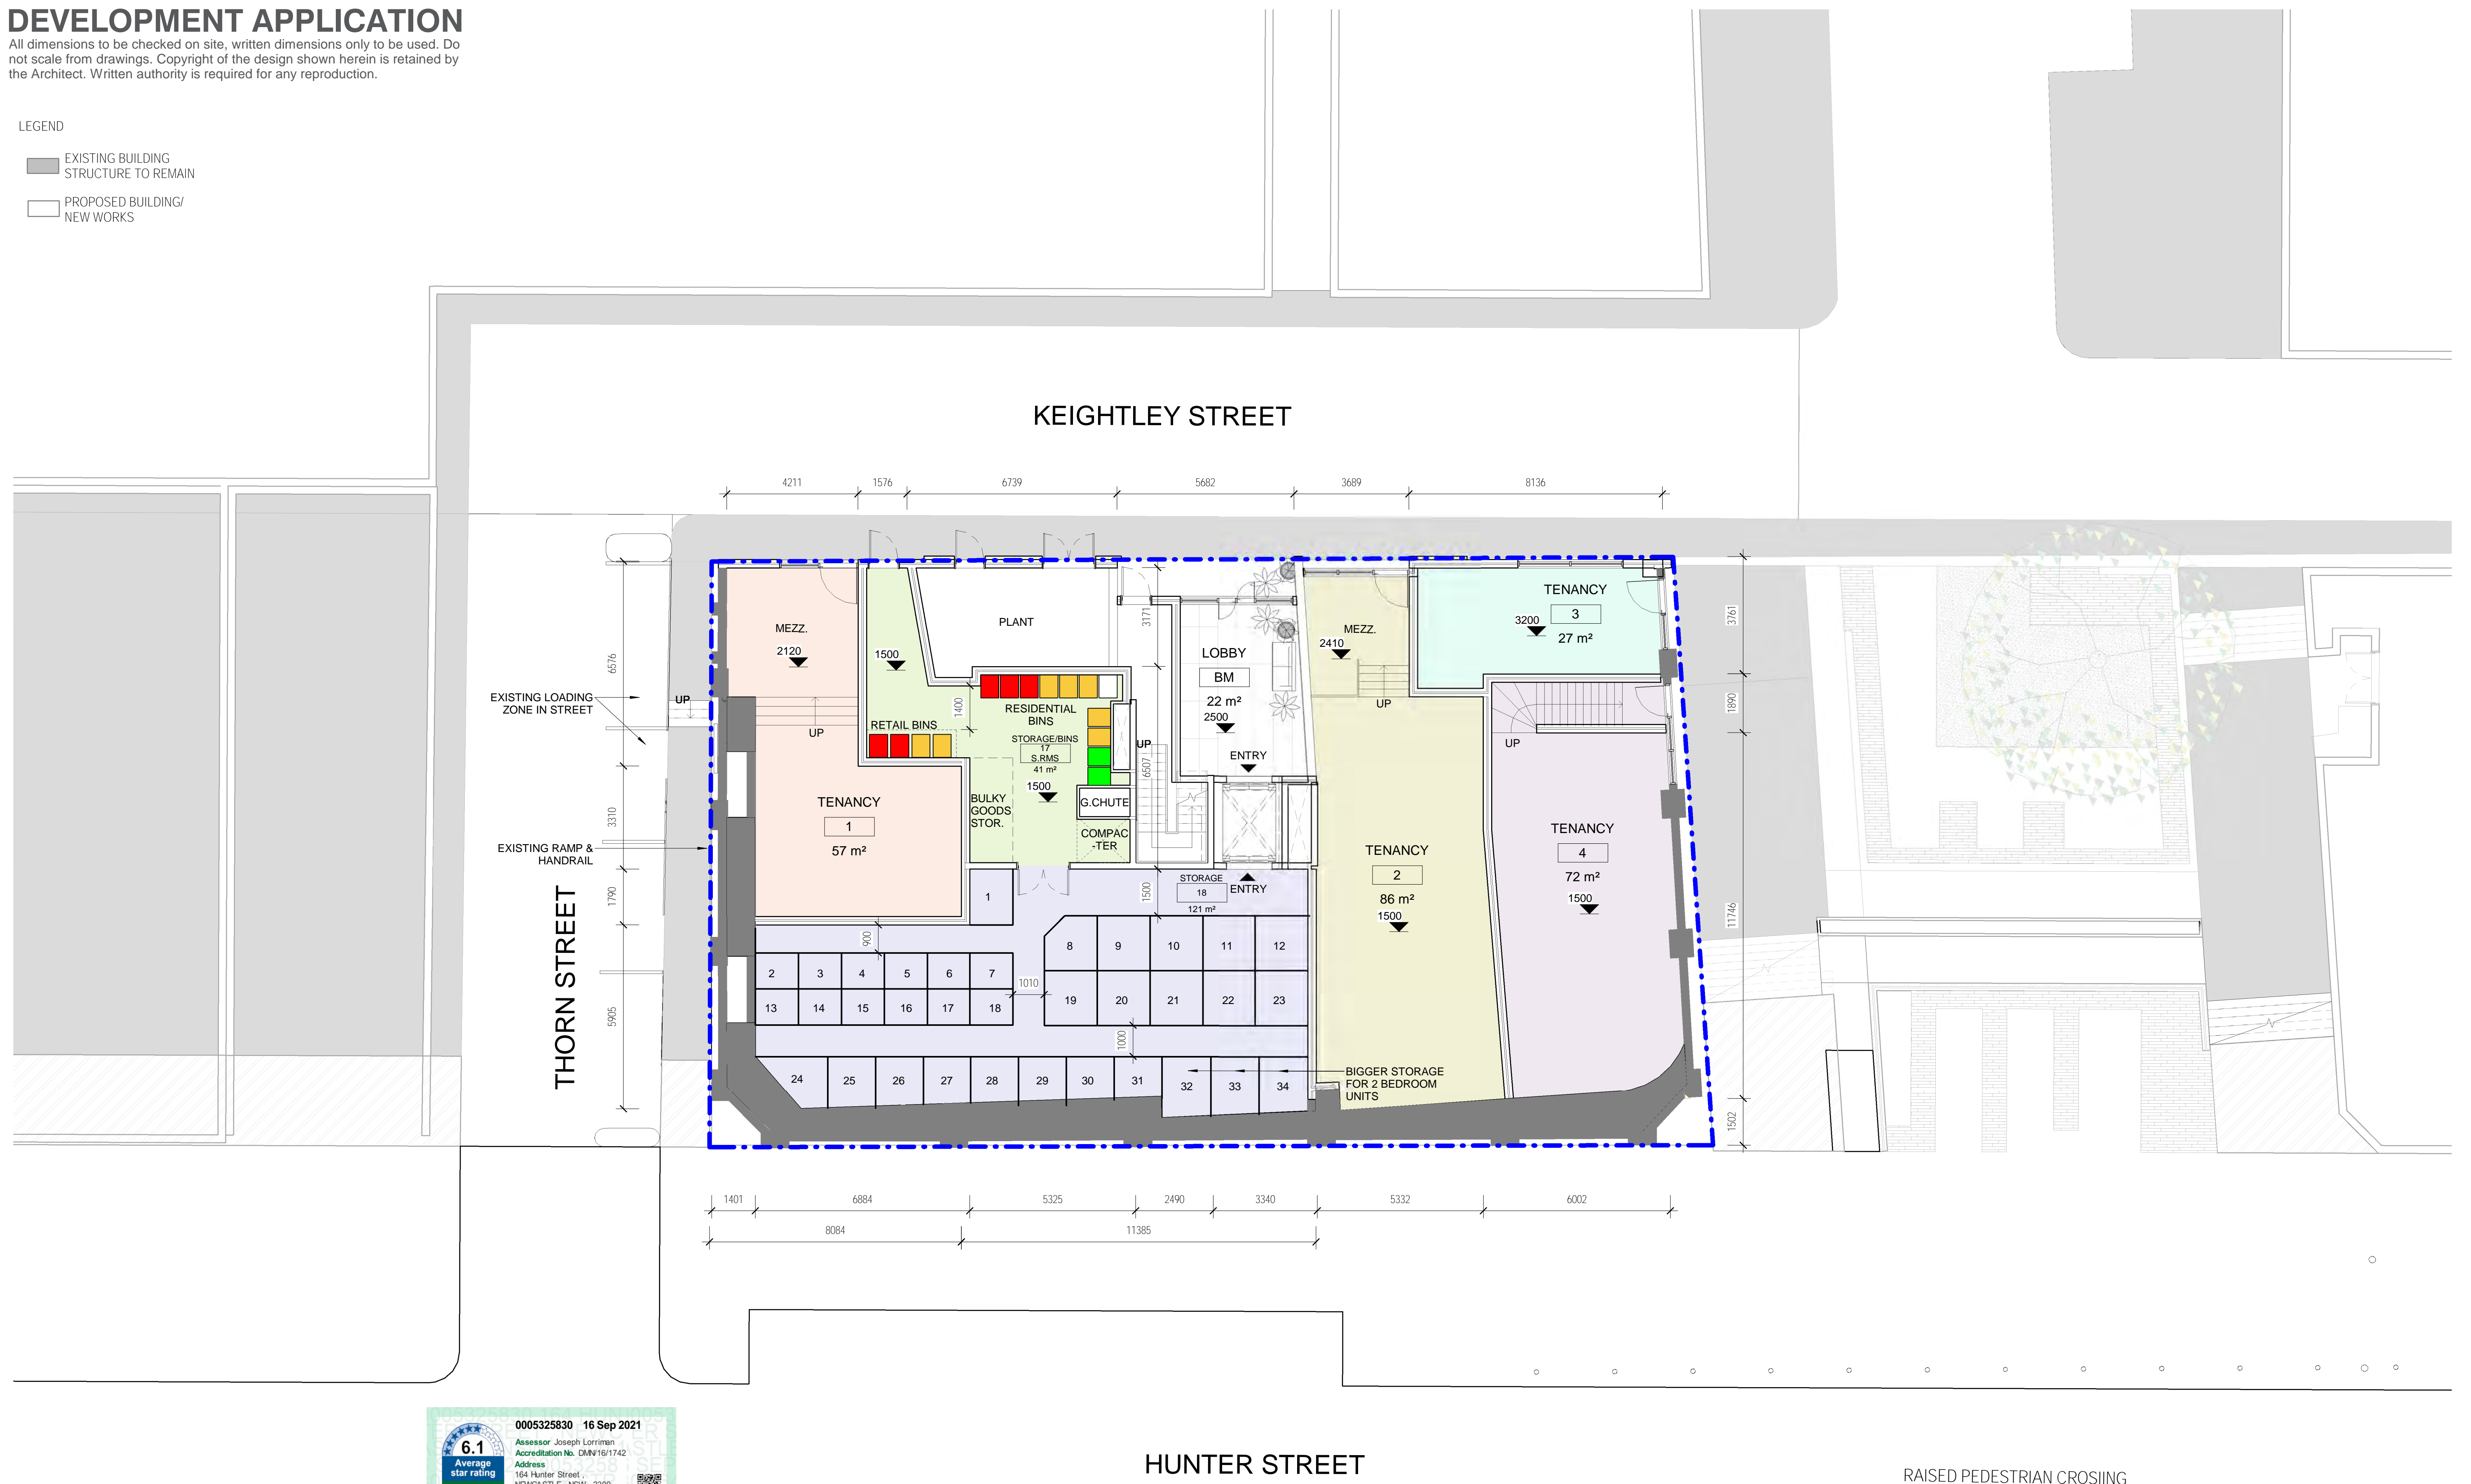 DEVELOPMENT APPLICATION
All dimensions to be checked on site, written dimensions only to be used. Do
not scale from drawings. Copyright of the design shown herein is retained by
the Architect. Written authority is required for any reproduction.
LEGEND
EXISTING BUILDING
STRUCTURE TO REMAIN
PROPOSED BUILDING/
NEW WORKS
KEIGHTLEY STREET
4211
1576
6739
5682
3689
8136
MEZZ.
2120
UP
1500
PLANT
3171
LOBBY
BM
22 m²
2500
ENTRY
MEZZ.
2410
UP
TENANCY
3
3200
27 m²
3761
1890
11746
1502
6576
3310
1790
5905
EXISTING LOADING
ZONE IN STREET
UP
EXISTING RAMP &
HANDRAIL
THORN STREET
RETAIL BINS
1400
RESIDENTIAL
BINS
STORAGE/BINS
17
S.RMS
41 m²
1500
UP
6507
BULKY
GOODS
STOR.
G.CHUTE
COMPAC
-TER
TENANCY
1
57 m²
UP
TENANCY
2
86 m²
1500
TENANCY
4
72 m²
1500
STORAGE
18
121 m²
ENTRY
1500
900
1010
1000
1
8
9
10
11
12
2
3
4
5
6
7
19
20
21
22
23
13
14
15
16
17
18
24
25
26
27
28
29
30
31
32
33
34
BIGGER STORAGE
FOR 2 BEDROOM
UNITS
1401
6884
5325
2490
3340
5332
6002
8084
11385
0005325830 16 Sep 2021
6.1
Average
star rating
Assessor Joseph Lorriman
Accreditation No. DMN/16/1742
Address
164 Hunter Street ,
HUNTER STREET
RAISED PEDESTRIAN CROSIING